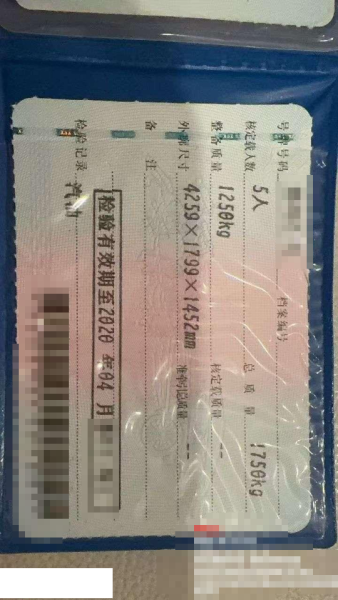 号牌号码 档案编号
核定载人数 5人 总质量 1750kg
整备质量 1250kg 核定载质量 --
外廓尺寸 4259×1799×1452mm 准牵引总质量 --
备注
检验记录 汽油
检验有效期至2020年04月